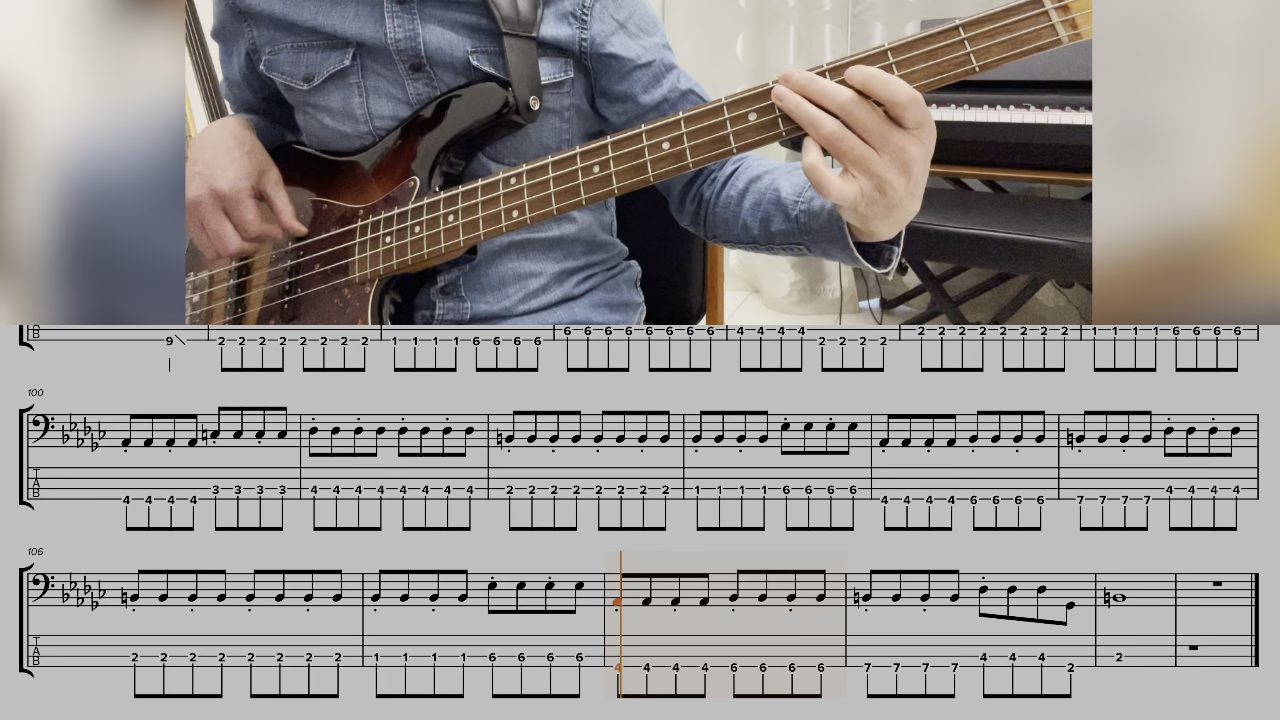 B
9 2 2 2 2 2 2 2 2 1 1 1 1 6 6 6 6 6 6 6 6 6 6 6 6 4 4 4 4 2 2 2 2 2 2 2 2 2 2 2 2 1 1 1 1 6 6 6 6
100
T
A
B
4 4 4 4 3 3 3 3 4 4 4 4 4 4 4 4 2 2 2 2 2 2 2 2 1 1 1 1 6 6 6 6 4 4 4 4 6 6 6 6 7 7 7 7 4 4 4 4
106
T
A
B
2 2 2 2 2 2 2 2 1 1 1 1 6 6 6 6 4 4 4 4 6 6 6 6 7 7 7 7 4 4 4 2 2